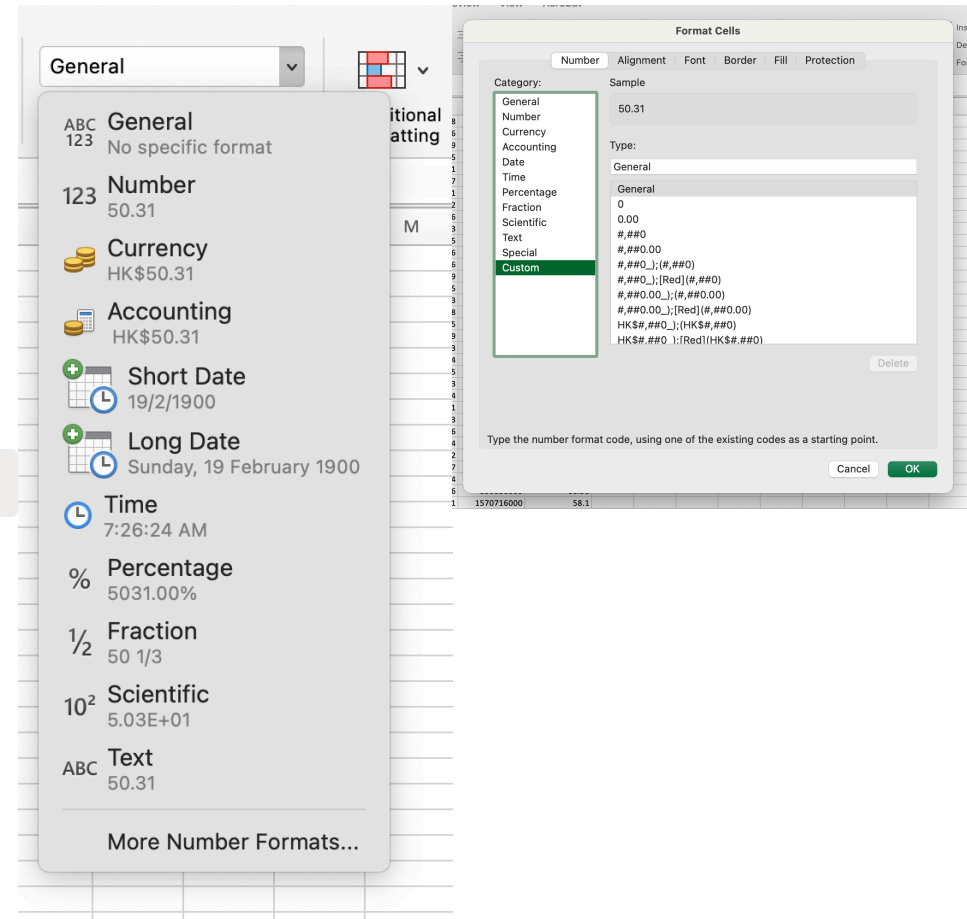 General
itional
atting
M
ABC
123
General
No specific format
123
Number
50.31
Currency
HK$50.31
Accounting
HK$50.31
Short Date
19/2/1900
Long Date
Sunday, 19 February 1900
Time
7:26:24 AM
%
Percentage
5031.00%
½
Fraction
50 1/3
10²
Scientific
5.03E+01
ABC
Text
50.31
More Number Formats...
Format Cells
Number Alignment Font Border Fill Protection
Category:
General
Number
Currency
Accounting
Date
Time
Percentage
Fraction
Scientific
Text
Special
Custom
Sample
50.31
Type:
General
General
0
0.00
#,##0
#,##0.00
#,##0_);(#,##0)
#,##0_);[Red](#,##0)
#,##0.00_);(#,##0.00)
#,##0.00_);[Red](#,##0.00)
HK$#,##0_);(HK$#,##0)
HK$#,##0_);[Red](HK$#,##0)
Delete
Type the number format code, using one of the existing codes as a starting point.
Cancel OK
1570716000 58.1